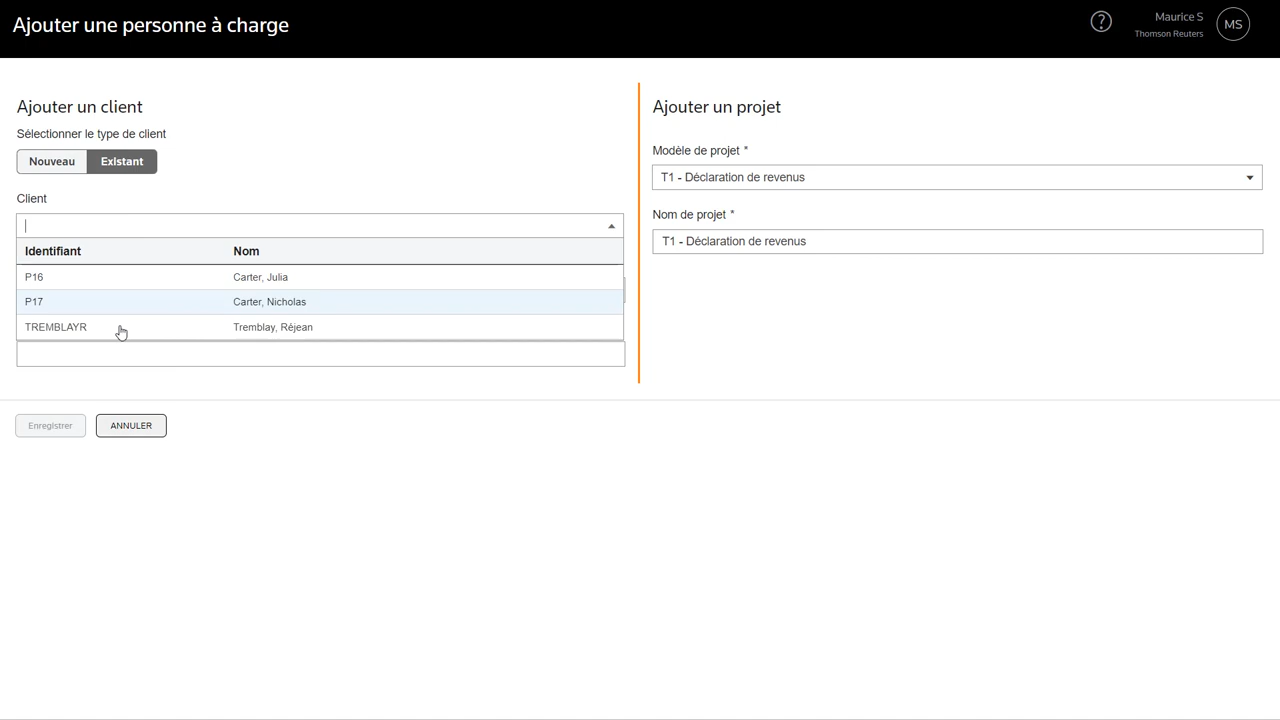 Ajouter une personne à charge
?
Maurice S
Thomson Reuters
MS
Ajouter un client
Sélectionner le type de client
Nouveau
Existant
Client
Identifiant Nom
P16 Carter, Julia
P17 Carter, Nicholas
TREMBLAYR Tremblay, Réjean
Enregistrer
ANNULER
Ajouter un projet
Modèle de projet *
T1 - Déclaration de revenus
Nom de projet *
T1 - Déclaration de revenus